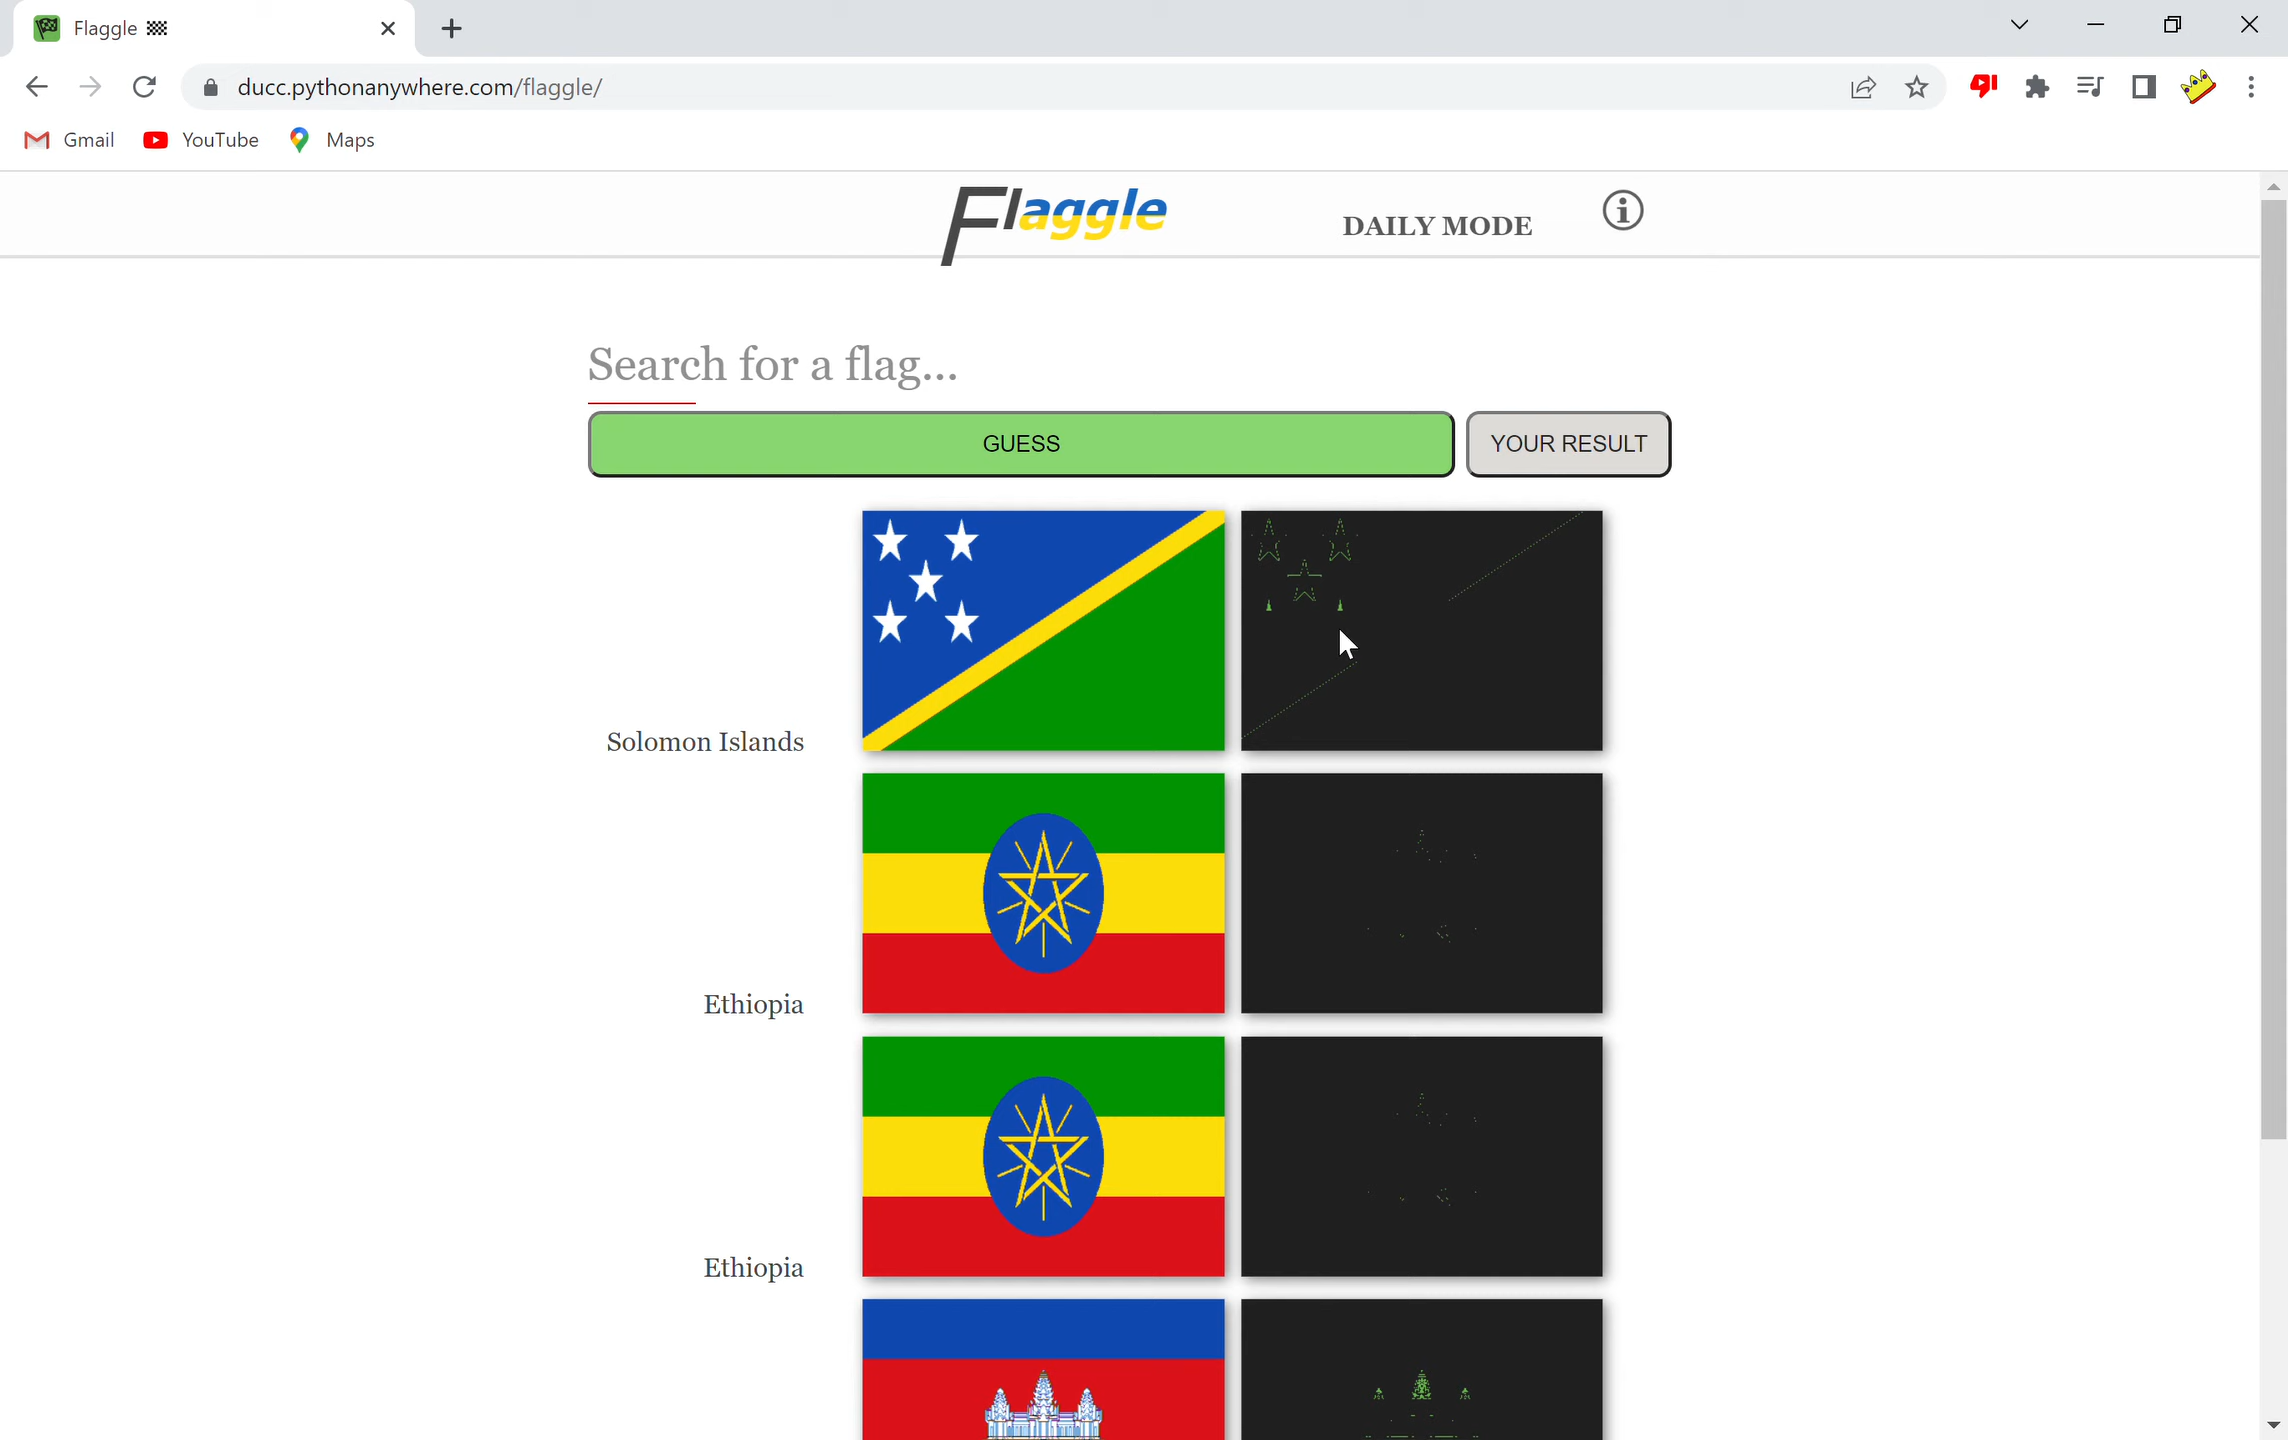 Flaggle
ducc.pythonanywhere.com/flaggle/
Gmail YouTube Maps
Flaggle DAILY MODE
Search for a flag...
GUESS YOUR RESULT
Solomon Islands
Ethiopia
Ethiopia